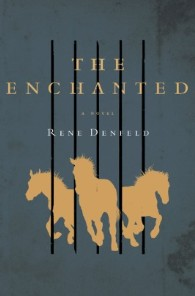 THE
ENCHANTED
A NOVEL
RENE DENFELD